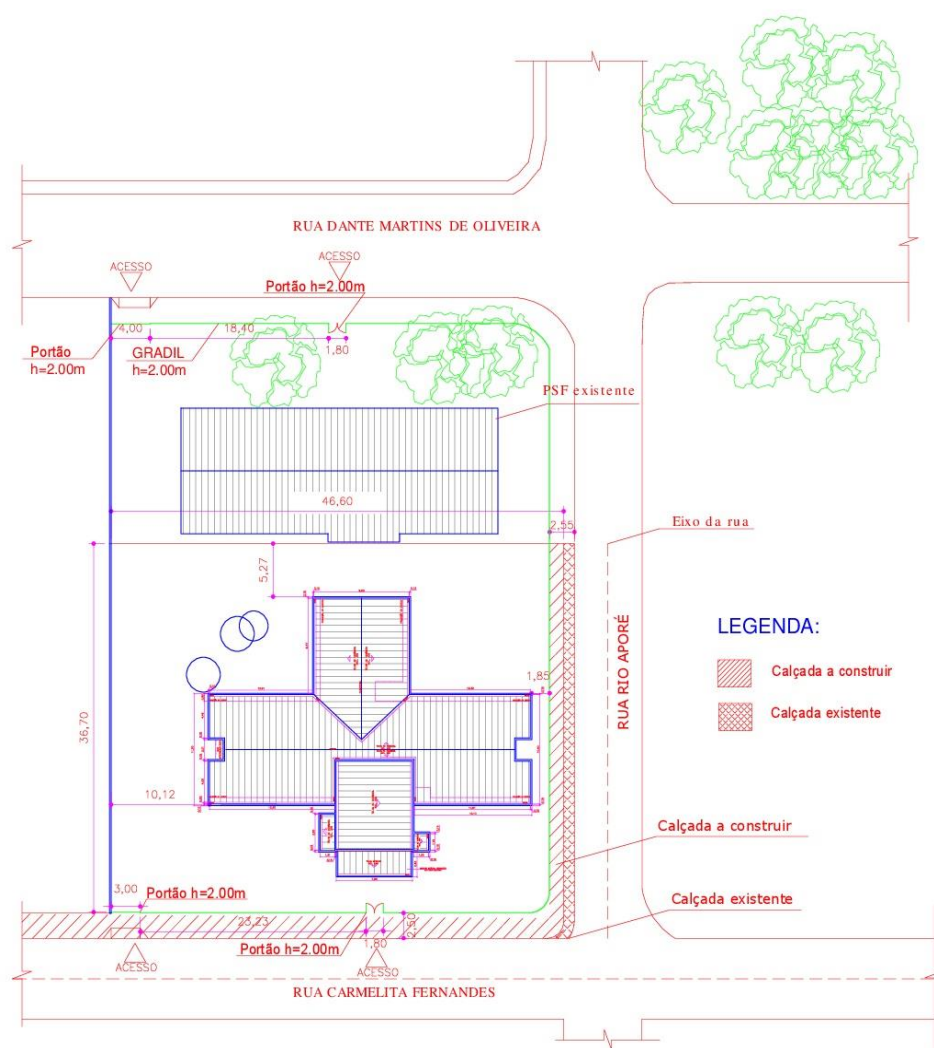 RUA DANTE MARTINS DE OLIVEIRA
ACESSO
ACESSO
Portão h=2.00m
4,00
18,40
Portão
h=2.00m
GRADIL
h=2.00m
1,80
PSF existente
46,60
2,55
Eixo da rua
5,27
LEGENDA:
Calçada a construir
Calçada existente
RUA RIO APORÉ
1,85
36,70
10,12
Calçada a construir
3,00
Portão h=2.00m
Calçada existente
23,23
2,50
Portão h=2.00m
1,80
ACESSO
ACESSO
RUA CARMELITA FERNANDES